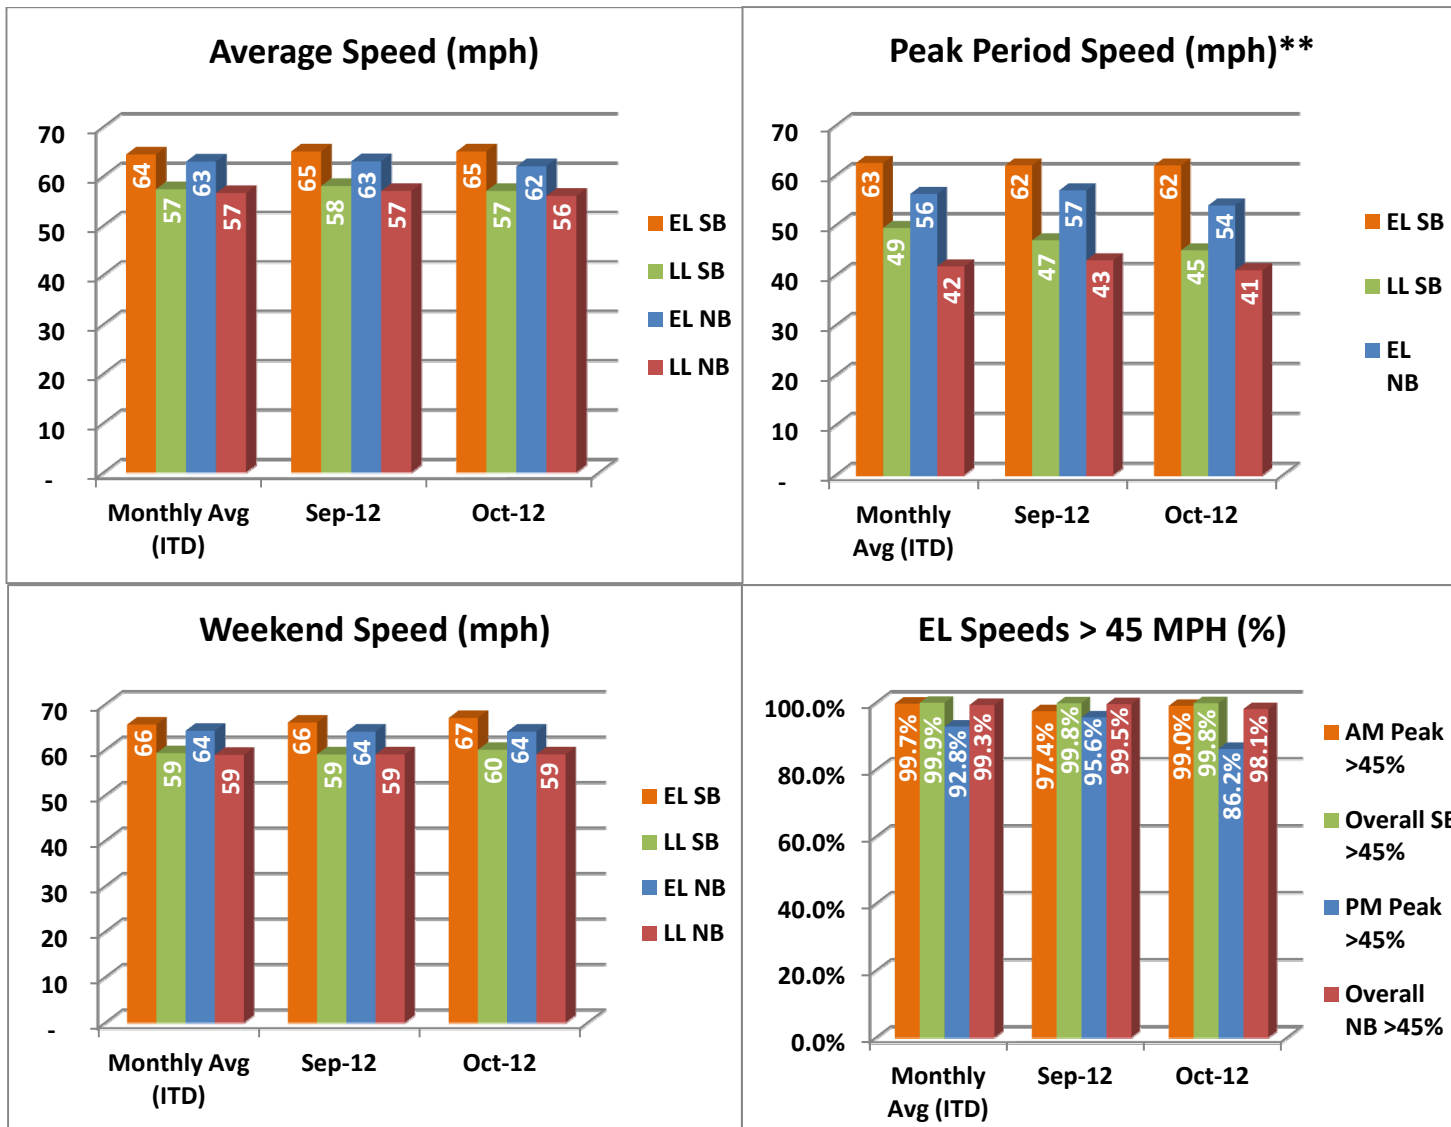 Average Speed (mph)
70
60
50
40
30
20
10
-
64
57
63
57
65
58
63
57
65
57
62
56
Monthly Avg
(ITD)
Sep-12
Oct-12
EL SB
LL SB
EL NB
LL NB
Peak Period Speed (mph)**
70
60
50
40
30
20
10
-
63
49
56
42
62
47
57
43
62
45
54
41
Monthly
Avg (ITD)
Sep-12
Oct-12
EL SB
LL SB
EL
NB
Weekend Speed (mph)
70
60
50
40
30
20
10
-
66
59
64
59
66
59
64
59
67
60
64
59
Monthly Avg
(ITD)
Sep-12
Oct-12
EL SB
LL SB
EL NB
LL NB
EL Speeds > 45 MPH (%)
100.0%
80.0%
60.0%
40.0%
20.0%
0.0%
99.7%
99.9%
92.8%
99.3%
97.4%
99.8%
95.6%
99.5%
99.0%
99.8%
86.2%
98.1%
Monthly
Avg (ITD)
Sep-12
Oct-12
AM Peak
>45%
Overall SB
>45%
PM Peak
>45%
Overall
NB >45%